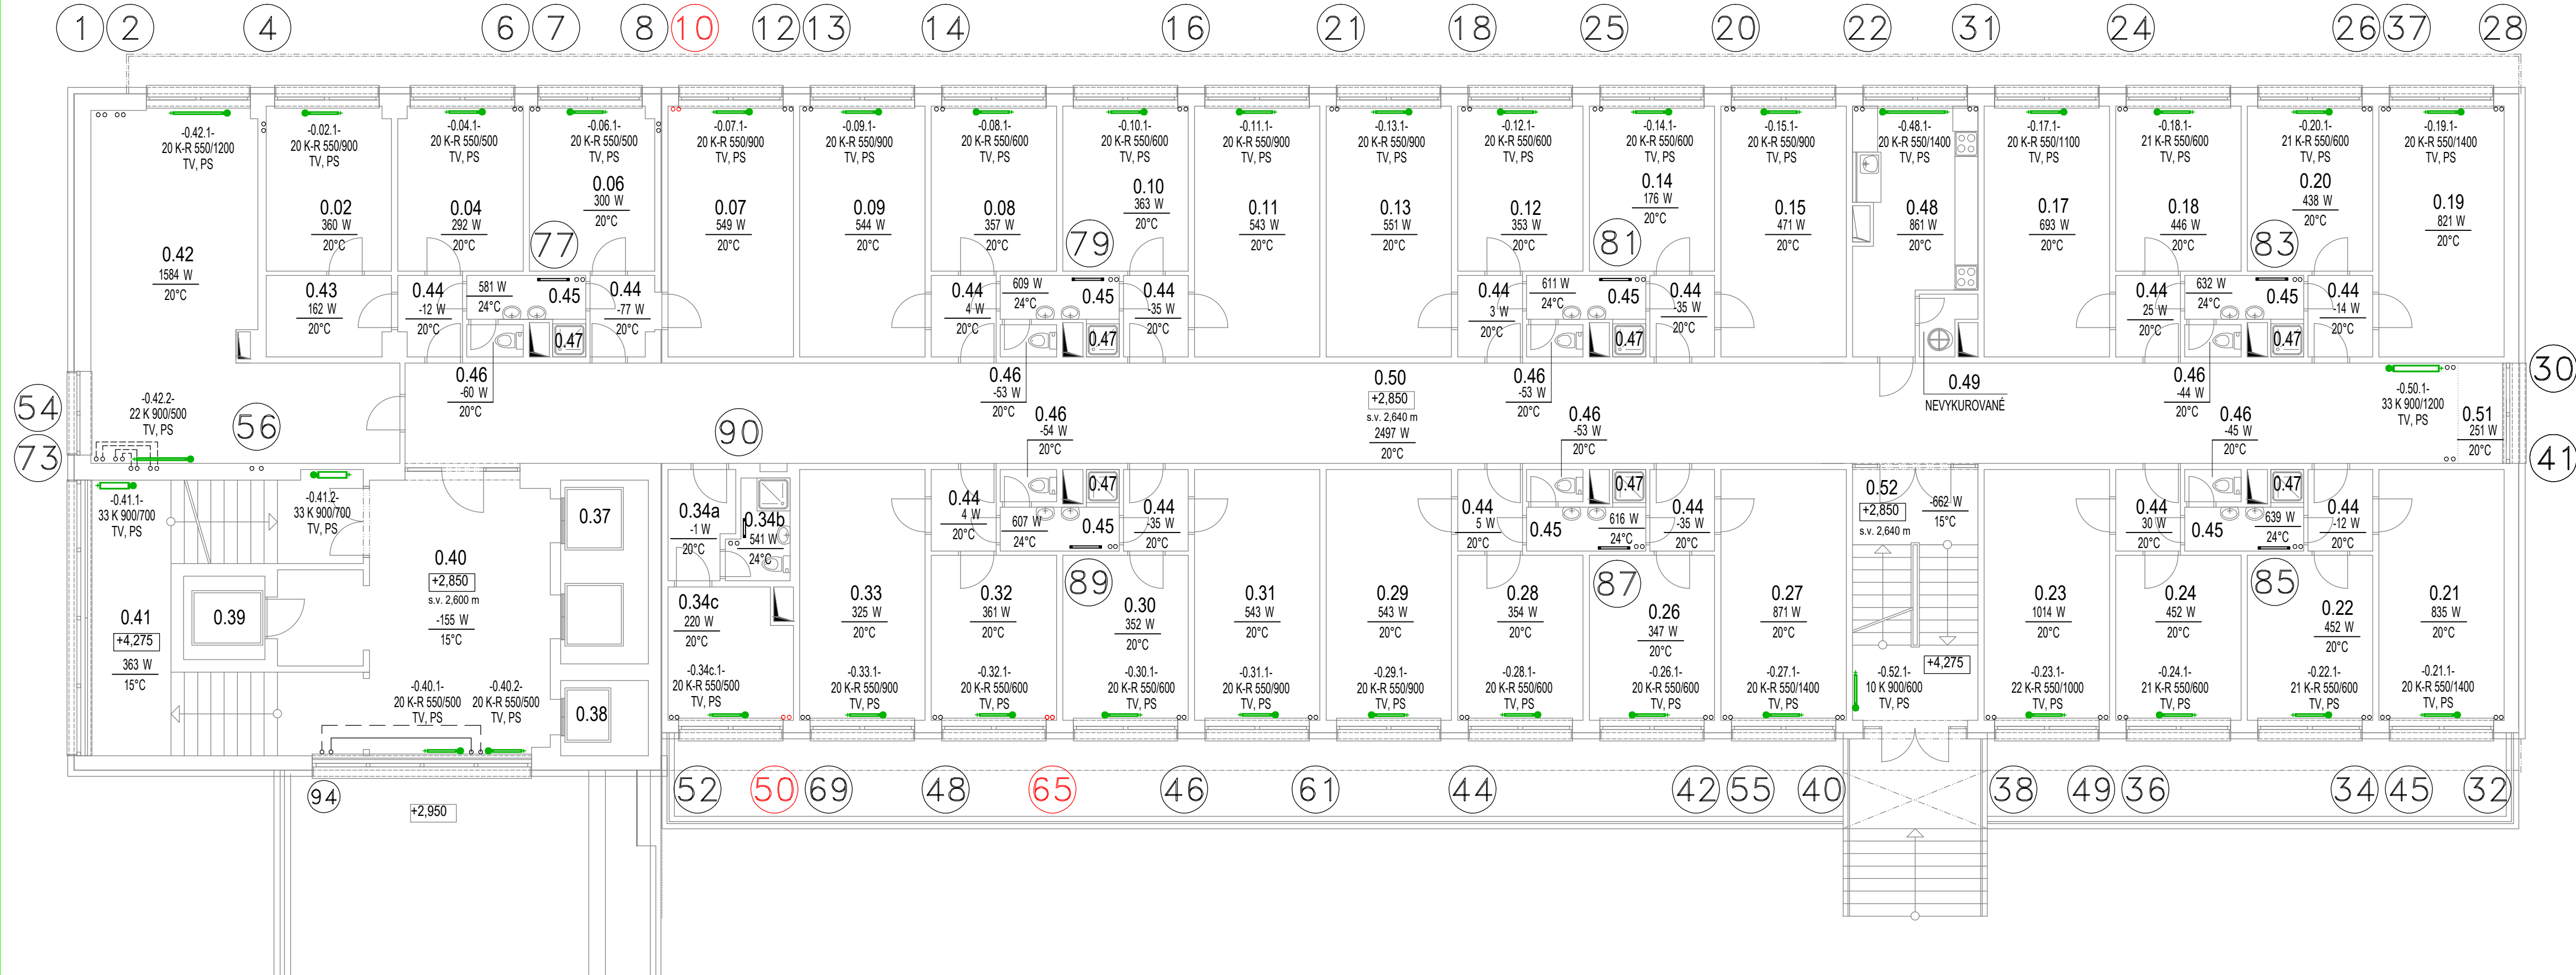 1 2 4 6 7 8 10 12 13 14 16 21 18 25 20 22 31 24 26 37 28
-0.42.1-
20 K-R 550/1200
TV, PS
-0.02.1-
20 K-R 550/900
TV, PS
-0.04.1-
20 K-R 550/500
TV, PS
-0.06.1-
20 K-R 550/500
TV, PS
-0.07.1-
20 K-R 550/900
TV, PS
-0.09.1-
20 K-R 550/900
TV, PS
-0.08.1-
20 K-R 550/600
TV, PS
-0.10.1-
20 K-R 550/600
TV, PS
-0.11.1-
20 K-R 550/900
TV, PS
-0.13.1-
20 K-R 550/900
TV, PS
-0.12.1-
20 K-R 550/600
TV, PS
-0.14.1-
20 K-R 550/600
TV, PS
-0.15.1-
20 K-R 550/900
TV, PS
-0.48.1-
20 K-R 550/1400
TV, PS
-0.17.1-
20 K-R 550/1100
TV, PS
-0.18.1-
21 K-R 550/600
TV, PS
-0.20.1-
21 K-R 550/600
TV, PS
-0.19.1-
20 K-R 550/1400
TV, PS
0.42
1584 W
20°C
0.02
360 W
20°C
0.04
292 W
20°C
77
0.06
300 W
20°C
0.07
549 W
20°C
0.09
544 W
20°C
0.08
357 W
20°C
79
0.10
363 W
20°C
0.11
543 W
20°C
0.13
551 W
20°C
0.12
353 W
20°C
81
0.14
176 W
20°C
0.15
471 W
20°C
0.48
861 W
20°C
0.17
693 W
20°C
0.18
446 W
20°C
83
0.20
438 W
20°C
0.19
821 W
20°C
0.43
162 W
20°C
0.44
-12 W
20°C
581 W
24°C
0.45
0.47
0.44
-77 W
20°C
0.44
4 W
20°C
609 W
24°C
0.45
0.47
0.44
-35 W
20°C
0.44
3 W
20°C
611 W
24°C
0.45
0.47
0.44
-35 W
20°C
0.44
25 W
20°C
632 W
24°C
0.45
0.47
0.44
-14 W
20°C
54
73
56
-0.42.2-
22 K 900/500
TV, PS
0.46
-60 W
20°C
90
0.46
-53 W
20°C
0.46
-54 W
20°C
0.50
+2,850
s.v. 2,640 m
2497 W
20°C
0.46
-53 W
20°C
0.46
-53 W
20°C
0.49
NEVYKUROVANÉ
0.46
-44 W
20°C
0.46
-45 W
20°C
-0.50.1-
33 K 900/1200
TV, PS
0.51
251 W
20°C
30
41
-0.41.1-
33 K 900/700
TV, PS
-0.41.2-
33 K 900/700
TV, PS
0.37
0.34a
-1 W
20°C
0.34b
541 W
24°C
0.44
4 W
20°C
607 W
24°C
0.47
0.45
0.44
-35 W
20°C
0.44
5 W
20°C
0.45
0.47
616 W
24°C
0.44
-35 W
20°C
0.52
+2,850
s.v. 2,640 m
-662 W
15°C
0.44
30 W
20°C
0.45
0.47
639 W
24°C
0.44
-12 W
20°C
0.41
+4,275
363 W
15°C
0.39
0.40
+2,850
s.v. 2,600 m
-155 W
15°C
0.34c
220 W
20°C
0.33
325 W
20°C
0.32
361 W
20°C
89
0.30
352 W
20°C
0.31
543 W
20°C
0.29
543 W
20°C
0.28
354 W
20°C
87
0.26
347 W
20°C
0.27
871 W
20°C
+4,275
0.23
1014 W
20°C
0.24
452 W
20°C
85
0.22
452 W
20°C
0.21
835 W
20°C
-0.40.1-
20 K-R 550/500
TV, PS
-0.40.2-
20 K-R 550/500
TV, PS
0.38
-0.34c.1-
20 K-R 550/500
TV, PS
-0.33.1-
20 K-R 550/900
TV, PS
-0.32.1-
20 K-R 550/600
TV, PS
-0.30.1-
20 K-R 550/600
TV, PS
-0.31.1-
20 K-R 550/900
TV, PS
-0.29.1-
20 K-R 550/900
TV, PS
-0.28.1-
20 K-R 550/600
TV, PS
-0.26.1-
20 K-R 550/600
TV, PS
-0.27.1-
20 K-R 550/1400
TV, PS
-0.52.1-
10 K 900/600
TV, PS
-0.23.1-
22 K-R 550/1000
TV, PS
-0.24.1-
21 K-R 550/600
TV, PS
-0.22.1-
21 K-R 550/600
TV, PS
-0.21.1-
20 K-R 550/1400
TV, PS
94 52 50 69 48 65 46 61 44 42 55 40 38 49 36 34 45 32
+2,950